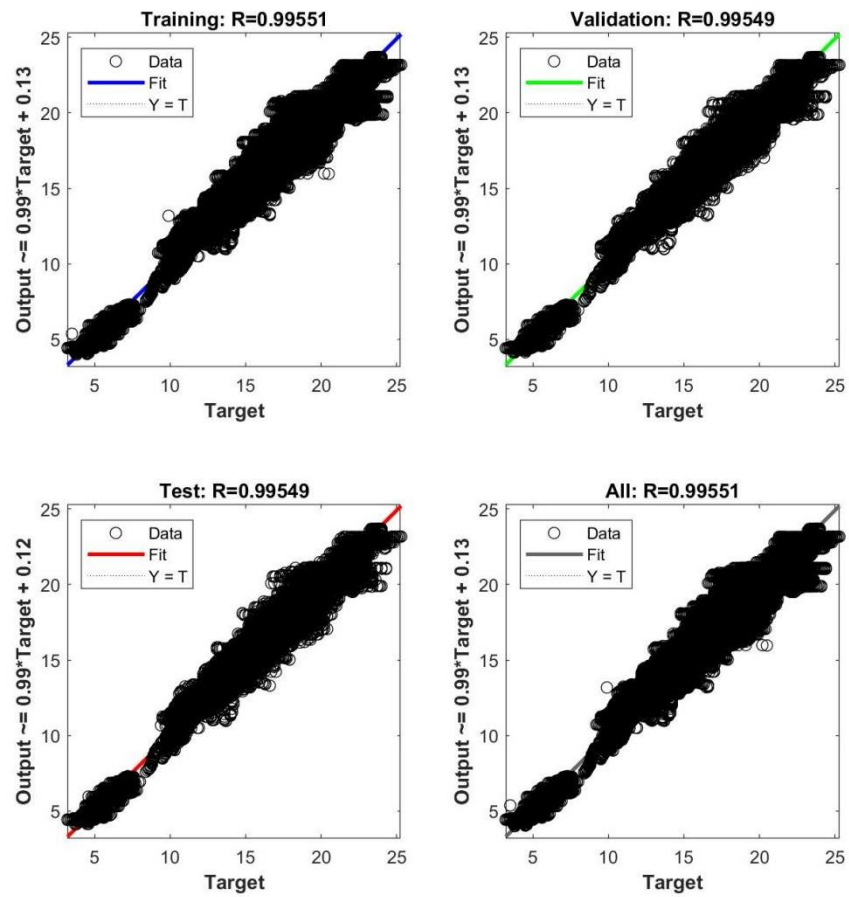 Training: R=0.99551
Output ~= 0.99*Target + 0.13
25
20
15
10
5
Data
Fit
Y = T
5 10 15 20 25
Target
Validation: R=0.99549
Output ~= 0.99*Target + 0.13
25
20
15
10
5
Data
Fit
Y = T
5 10 15 20 25
Target
Test: R=0.99549
Output ~= 0.99*Target + 0.12
25
20
15
10
5
Data
Fit
Y = T
5 10 15 20 25
Target
All: R=0.99551
Output ~= 0.99*Target + 0.13
25
20
15
10
5
Data
Fit
Y = T
5 10 15 20 25
Target